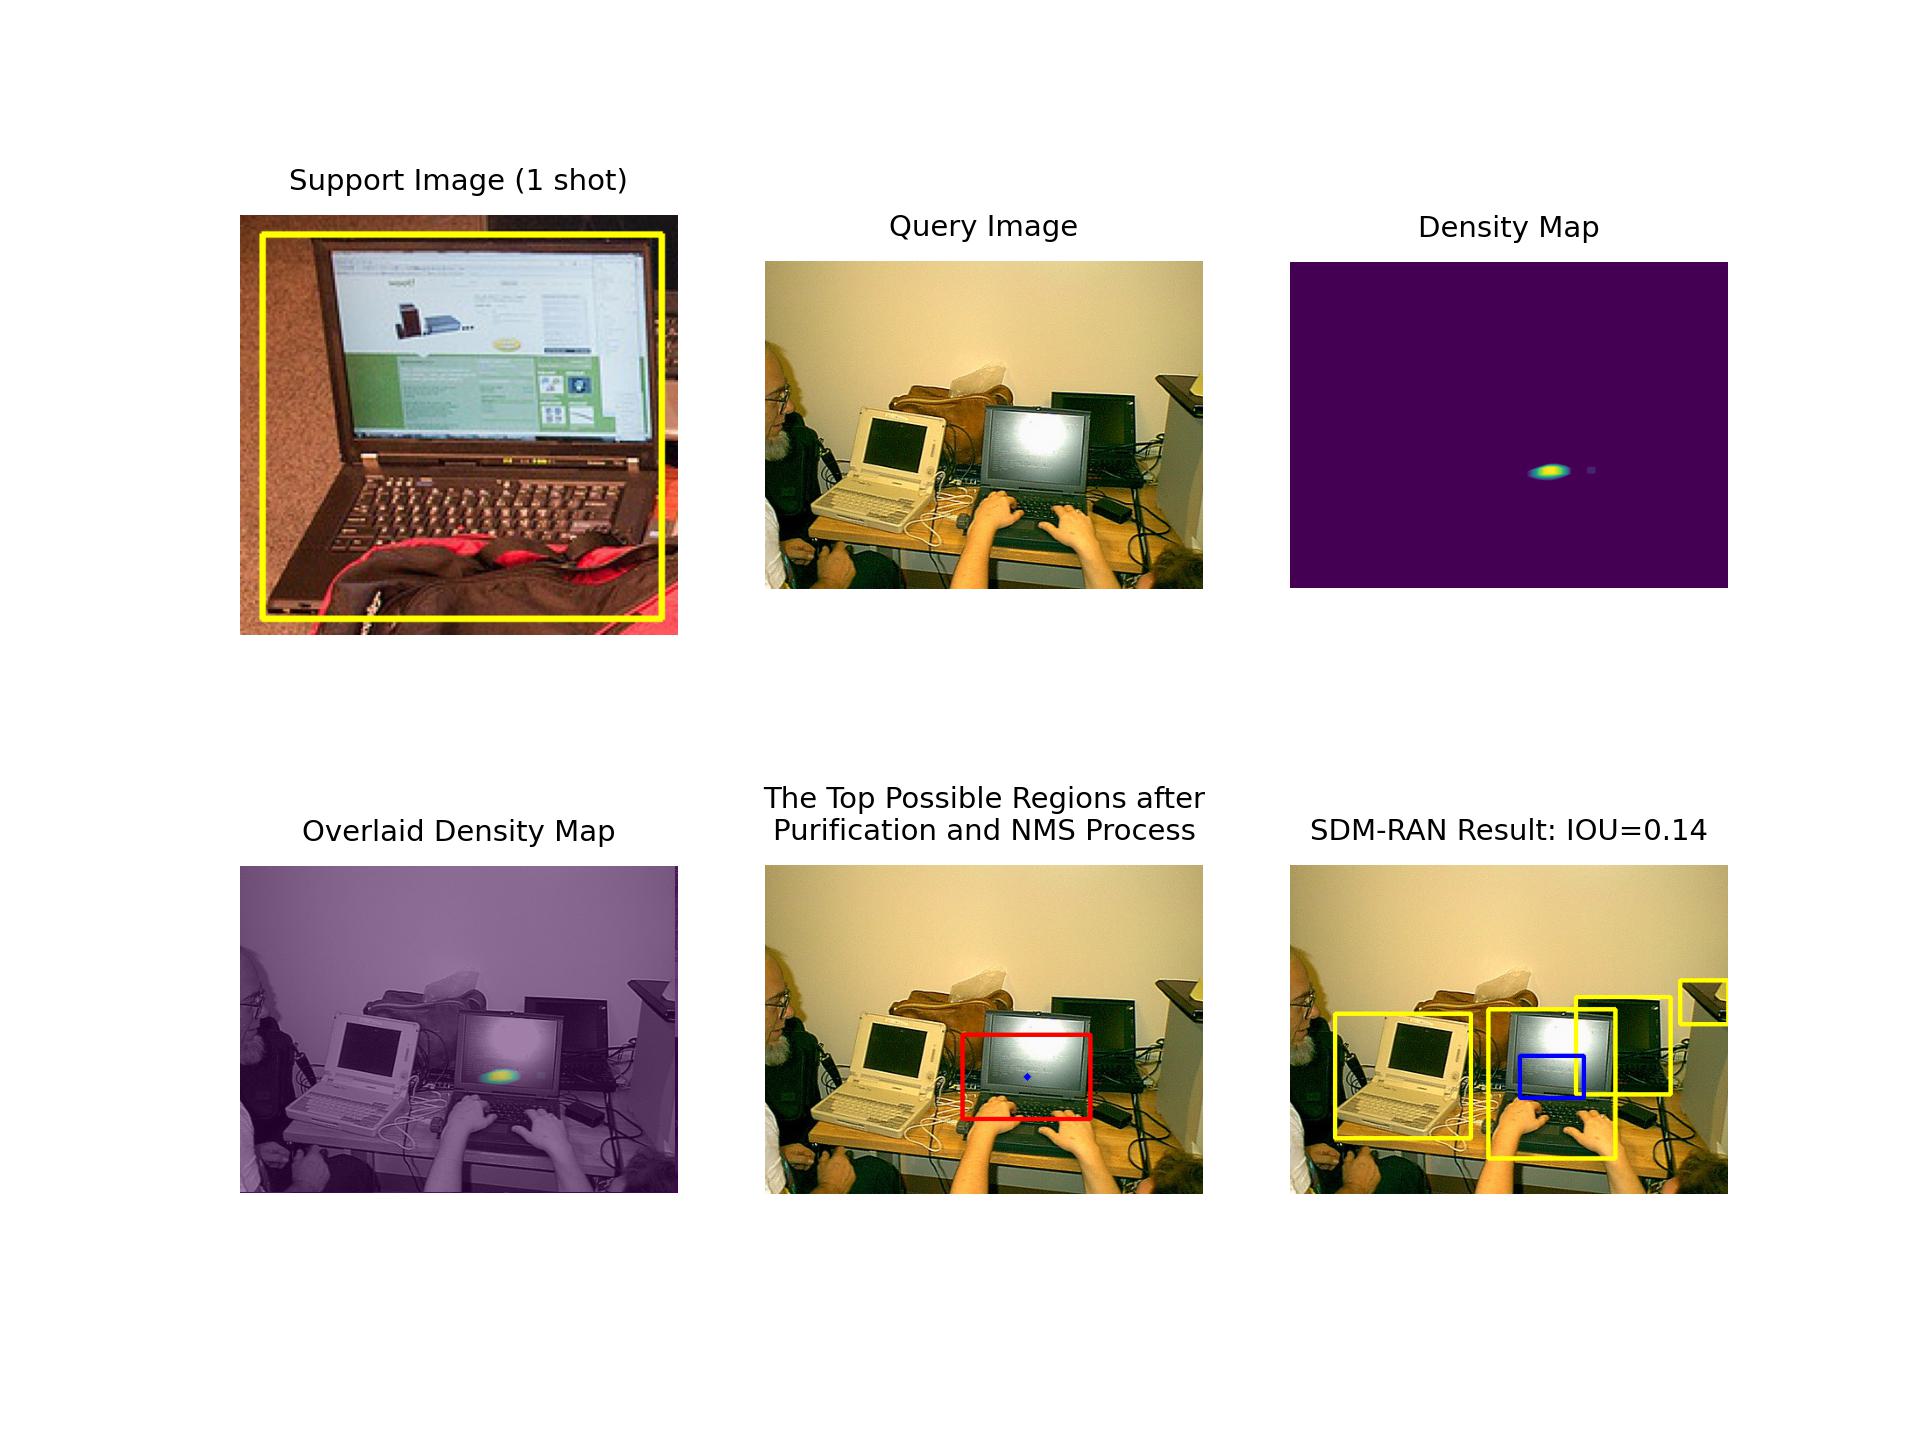 Support Image (1 shot)
Query Image
Density Map
woot!
Overlaid Density Map
The Top Possible Regions after
Purification and NMS Process
SDM-RAN Result: IOU=0.14